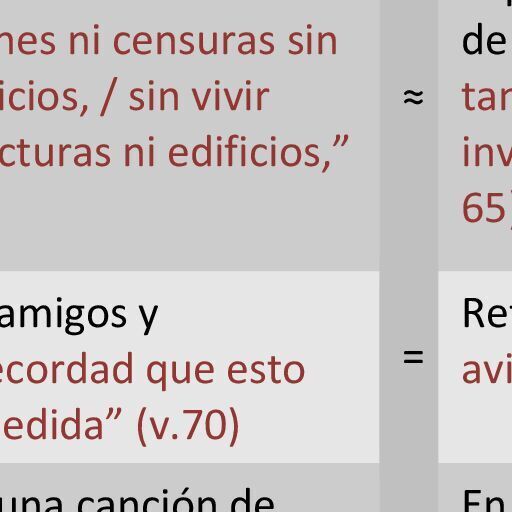 nes ni censuras sin
icios, / sin vivir
cturas ni edificios,”
≈
de
tar
inv
65)
amigos y
ecordad que esto
edida” (v.70)
=
Re
avi
una canción de
En